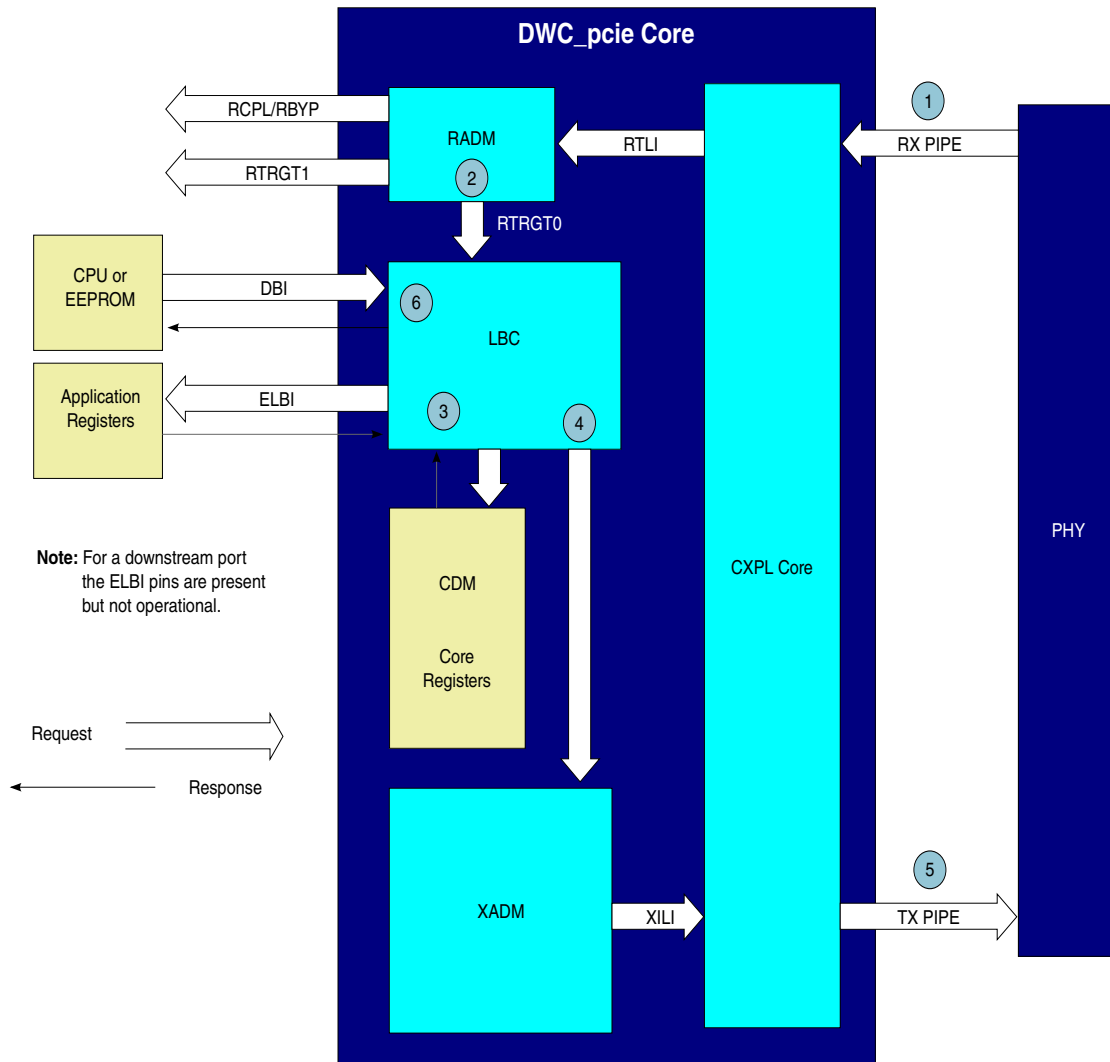 DWC_pcie Core
1
RCPL/RBYP
RADM
RTLI
RX PIPE
RTRGT1
2
RTRGT0
CPU or
EEPROM
DBI
6
LBC
Application
Registers
ELBI
3
4
PHY
Note: For a downstream port
the ELBI pins are present
but not operational.
CDM
CXPL Core
Core
Registers
Request
Response
5
XADM
XILI
TX PIPE